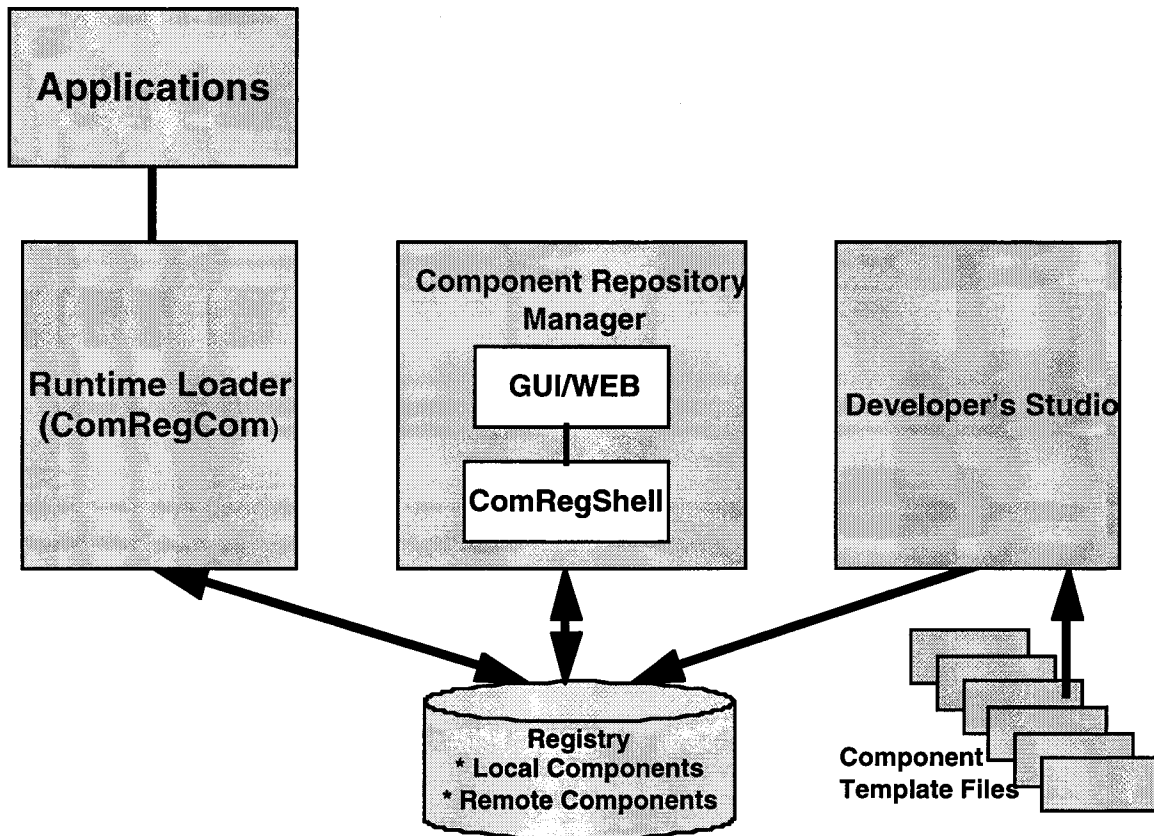 Applications
Runtime Loader
(ComRegCom)
Component Repository
Manager
GUI/WEB
ComRegShell
Developer's Studio
Registry
* Local Components
* Remote Components
Component
Template Files